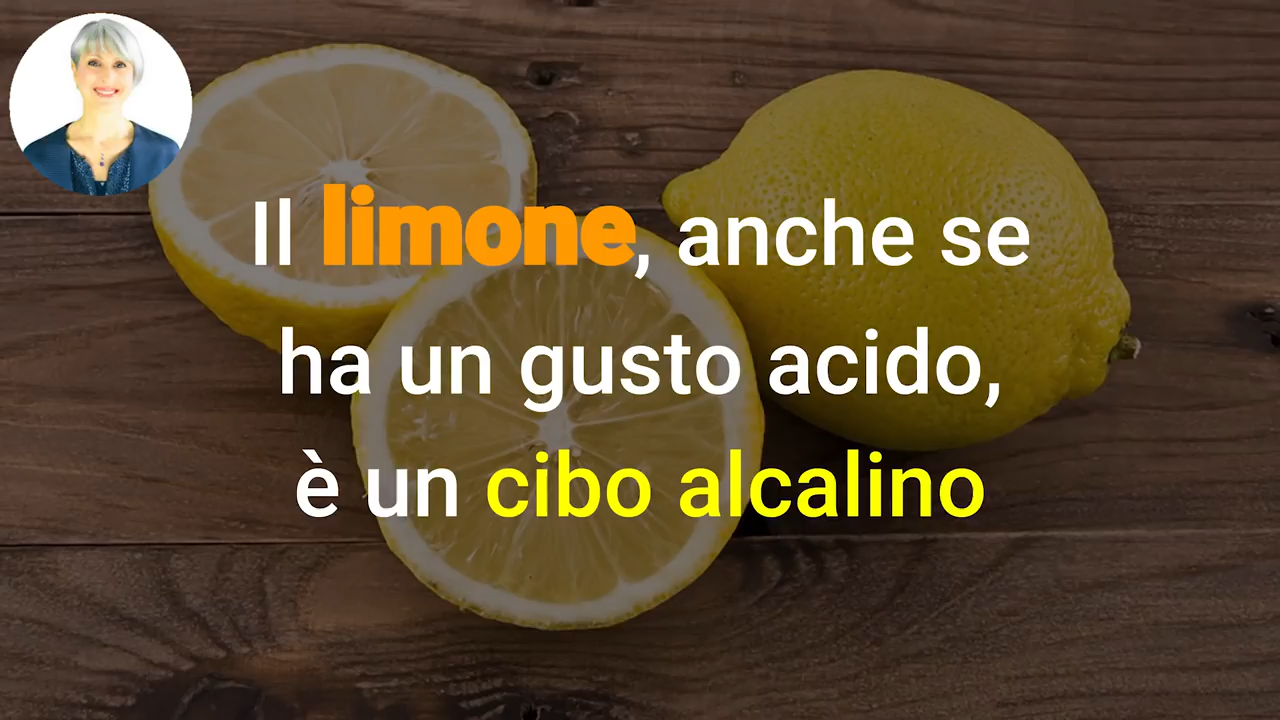 Il limone, anche se
ha un gusto acido,
è un cibo alcalino